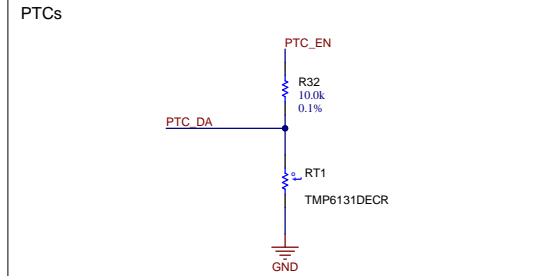 PTCs
PTC_EN
R32
10.0k
0.1%
PTC_DA
RT1
TMP6131DECR
GND